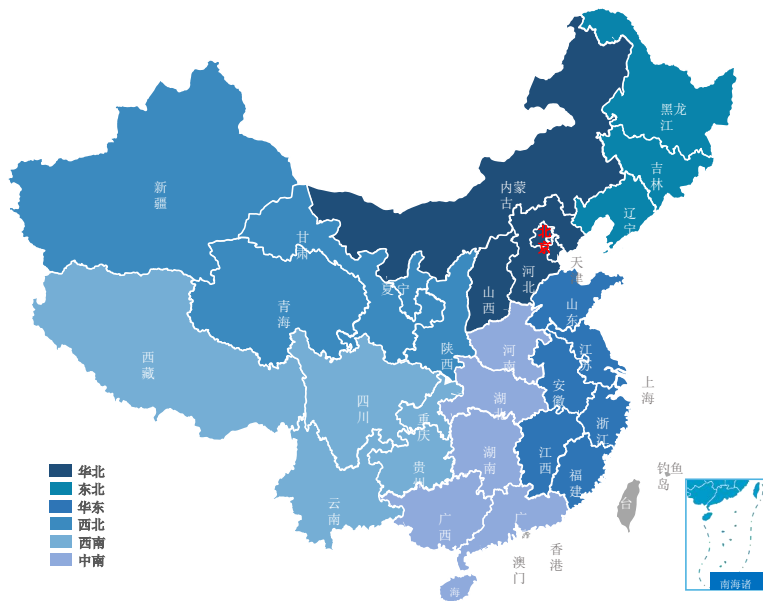 黑龙
江
吉
林
辽
宁
内蒙
古
北
京
天
津
河
北
山
西
新
疆
甘
肃
夏宁
青
海
陕
西
山
东
西
藏
河
南
江
苏
安
徽
上
海
四
川
重
庆
湖
北
浙
江
湖
南
江
西
福
建
贵
州
云
南
广
西
广
台
钓鱼
岛
香
港
澳
门
海
南海诸
华北
东北
华东
西北
西南
中南